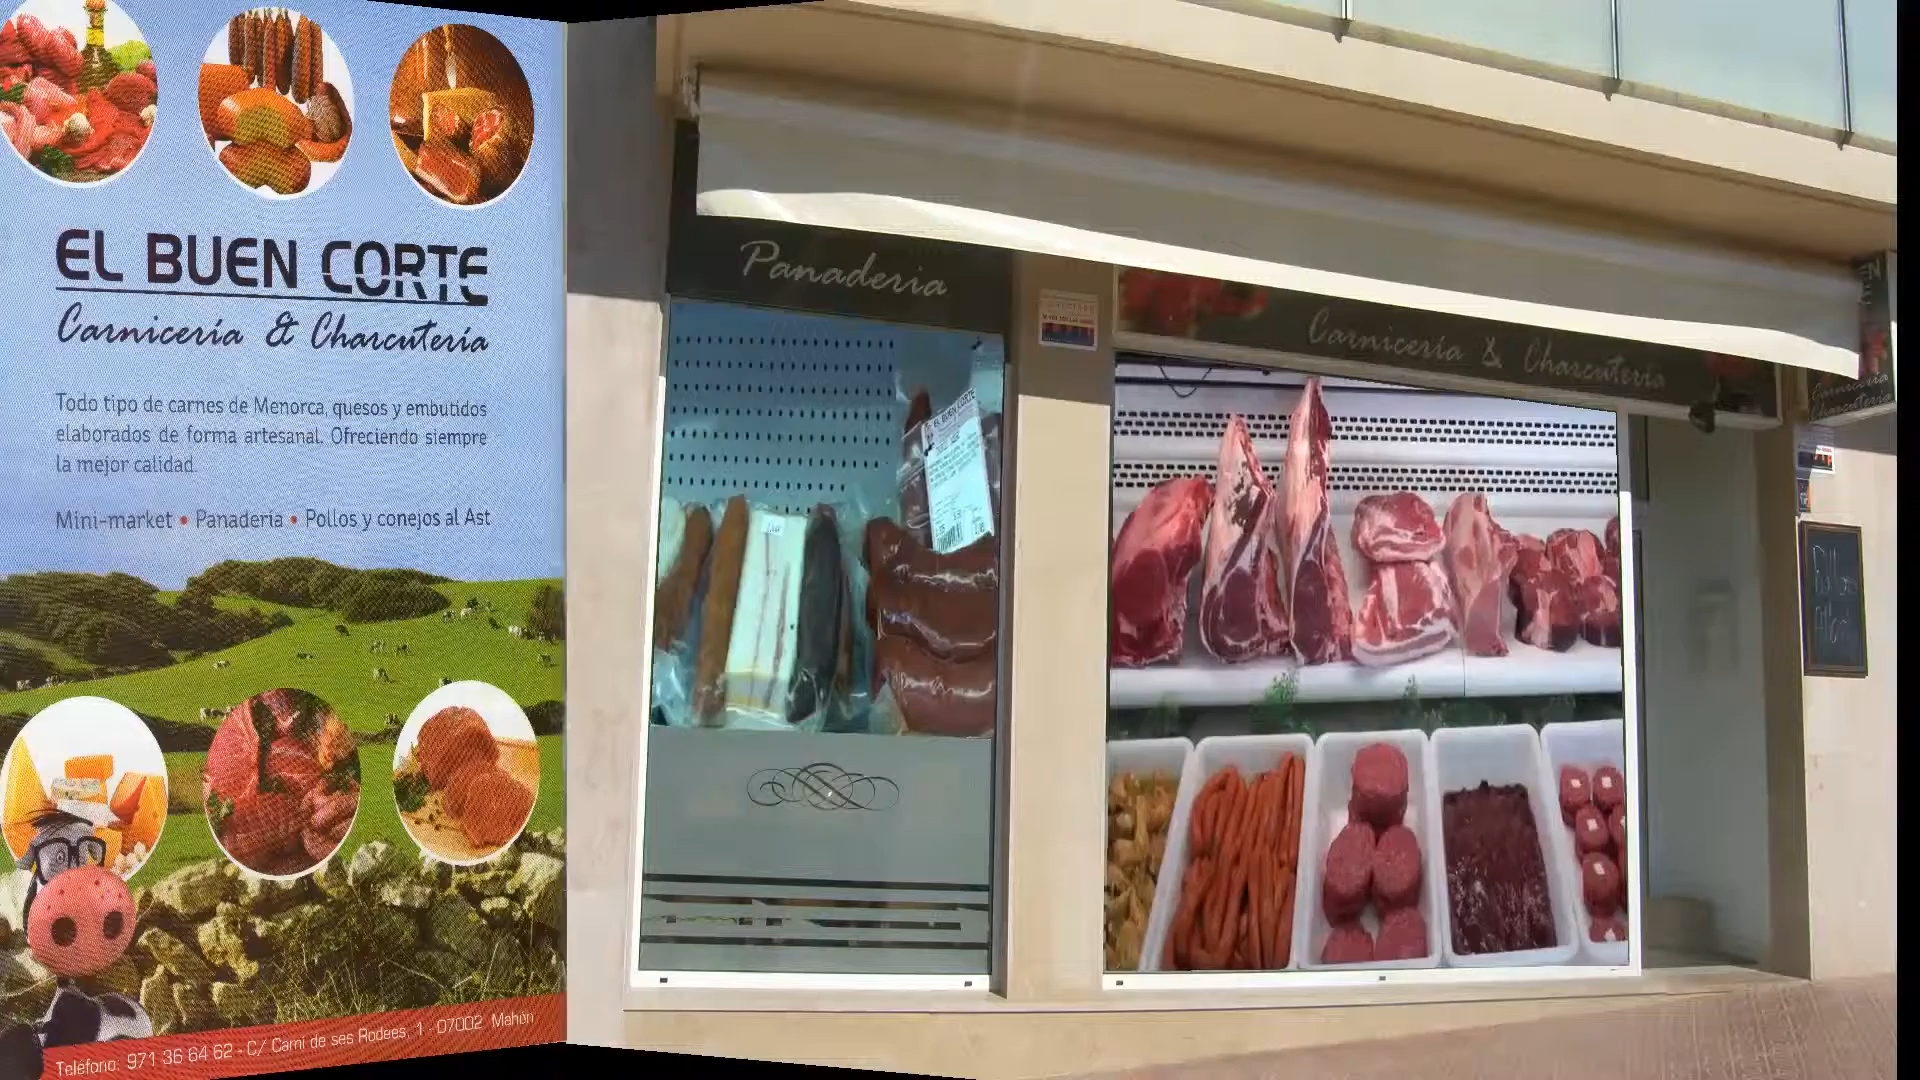 EL BUEN CORTE
Carnicería & Charcutería
Todo tipo de carnes de Menorca, quesos y embutidos
elaborados de forma artesanal. Ofreciendo siempre
la mejor calidad.
Mini-market • Panadería • Pollos y conejos al Ast
Teléfono: 971 36 64 62 - C/ Camí de ses Rodees, 1 - 07002 Mahón
Panaderia
Carnicería & Charcutería
EL BUEN CORTE
Carnicería
Charcutería